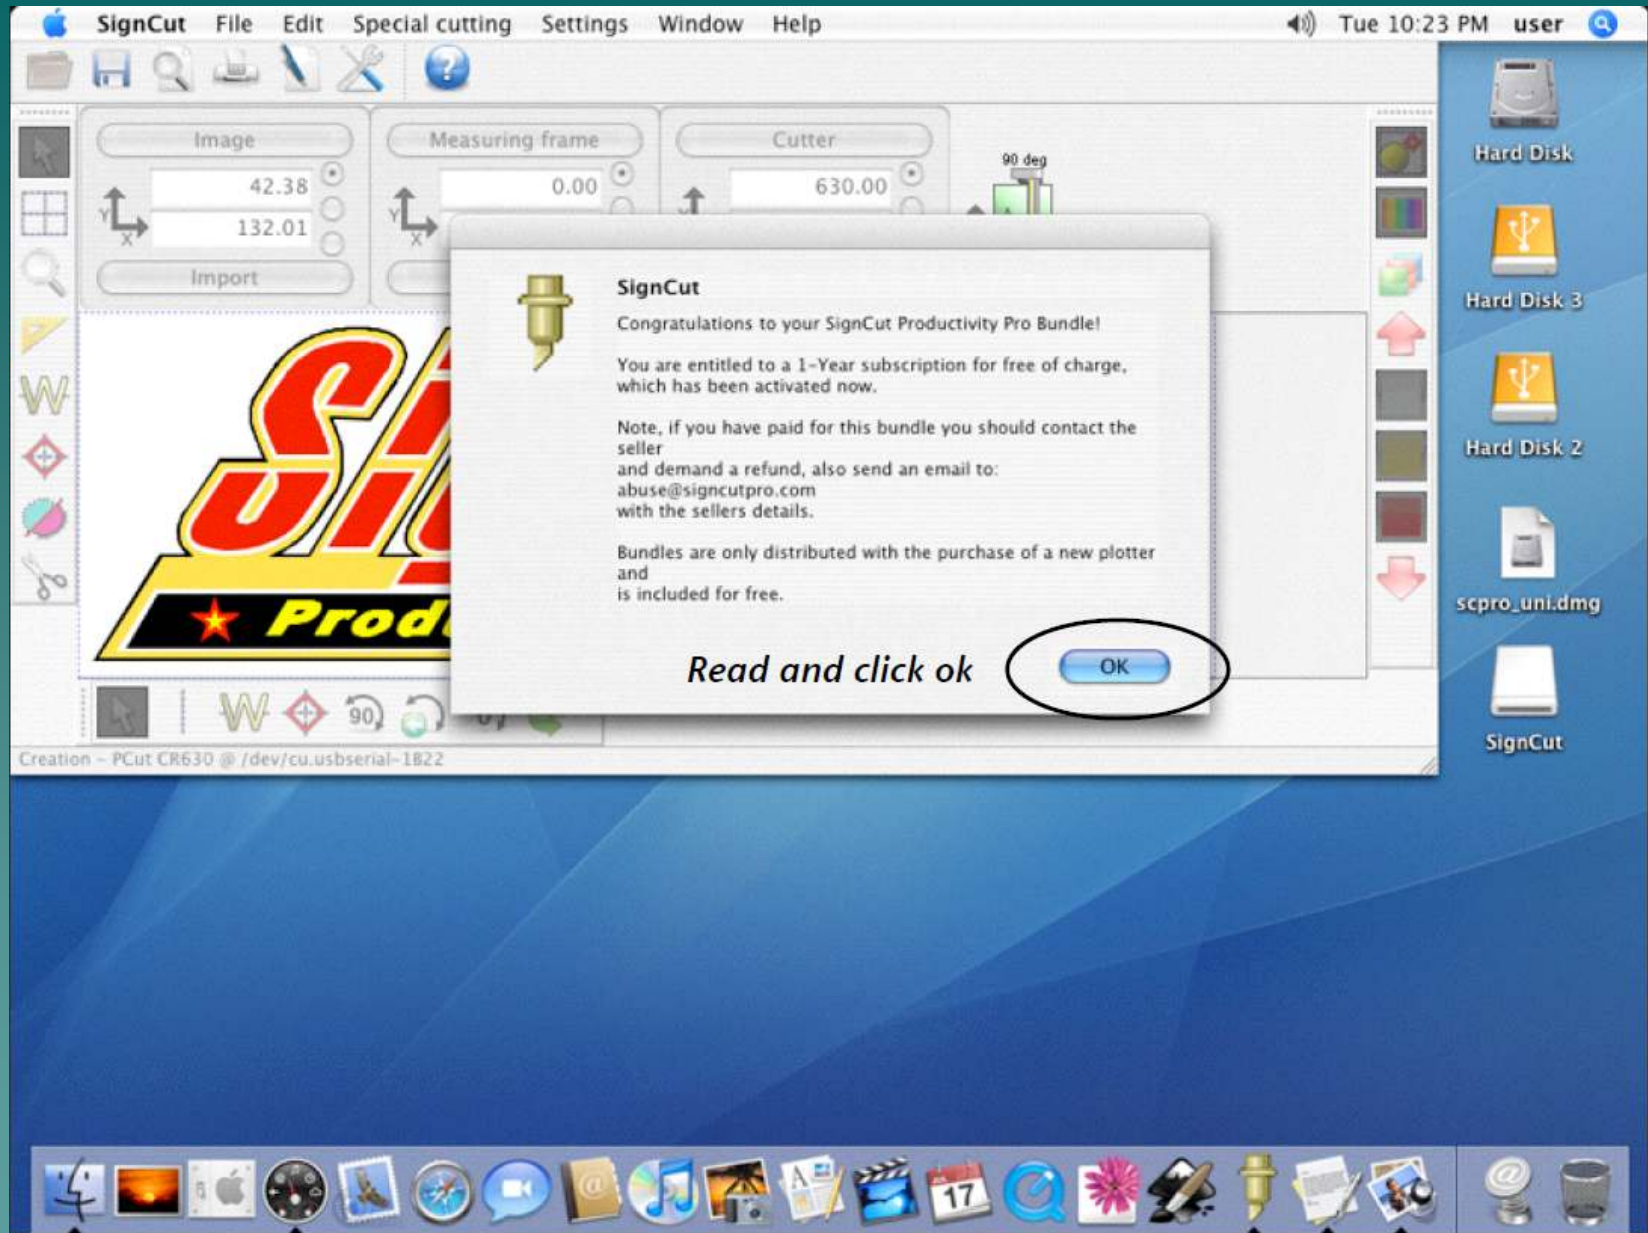 SignCut File Edit Special cutting Settings Window Help Tue 10:23 PM user
Image Measuring frame Cutter
90 deg
42.38 0.00 630.00
Y Y Y
132.01
X X
Import
Hard Disk
Hard Disk 3
Hard Disk 2
scpro_uni.dmg
SignCut
SignCut
Congratulations to your SignCut Productivity Pro Bundle!
You are entitled to a 1-Year subscription for free of charge,
which has been activated now.
Note, if you have paid for this bundle you should contact the
seller
and demand a refund, also send an email to:
abuse@signcutpro.com
with the sellers details.
Bundles are only distributed with the purchase of a new plotter
and
is included for free.
Read and click ok OK
Prod
90
Creation - PCut CR630 @ /dev/cu.usbserial-1B22
17